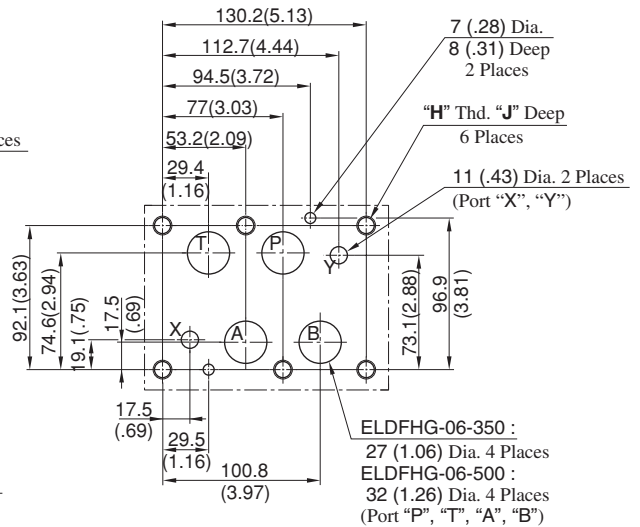 130.2(5.13)
112.7(4.44)
94.5(3.72)
77(3.03)
53.2(2.09)
29.4
(1.16)
7 (.28) Dia.
8 (.31) Deep
2 Places
"H" Thd. "J" Deep
6 Places
11 (.43) Dia. 2 Places
(Port "X", "Y")
T
P
Y
X
A
B
92.1(3.63)
74.6(2.94)
19.1(.75)
17.5
(.69)
73.1(2.88)
96.9
(3.81)
17.5
(.69)
29.5
(1.16)
100.8
(3.97)
ELDFHG-06-350 :
27 (1.06) Dia. 4 Places
ELDFHG-06-500 :
32 (1.26) Dia. 4 Places
(Port "P", "T", "A", "B")